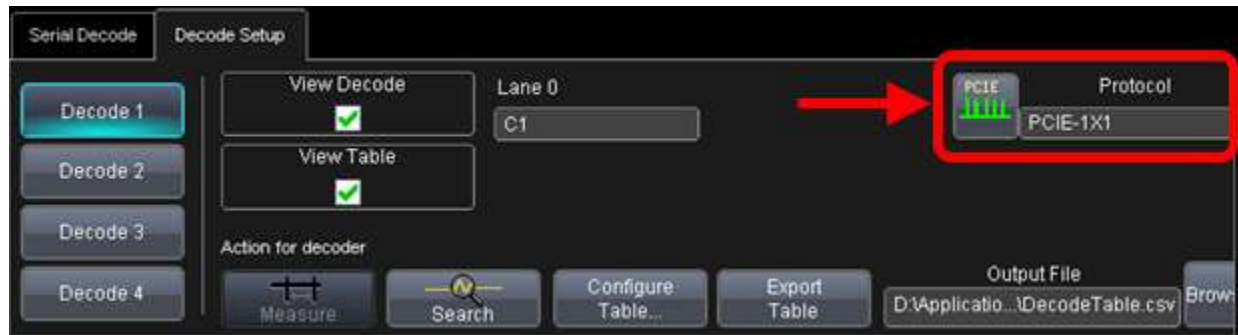 Serial Decode
Decode Setup
Decode 1
Decode 2
Decode 3
Decode 4
View Decode
View Table
Lane 0
C1
PCIE
Protocol
PCIE-1X1
Action for decoder
Measure
Search
Configure
Table...
Export
Table
Output File
D:\Applicatio...\DecodeTable.csv
Brow